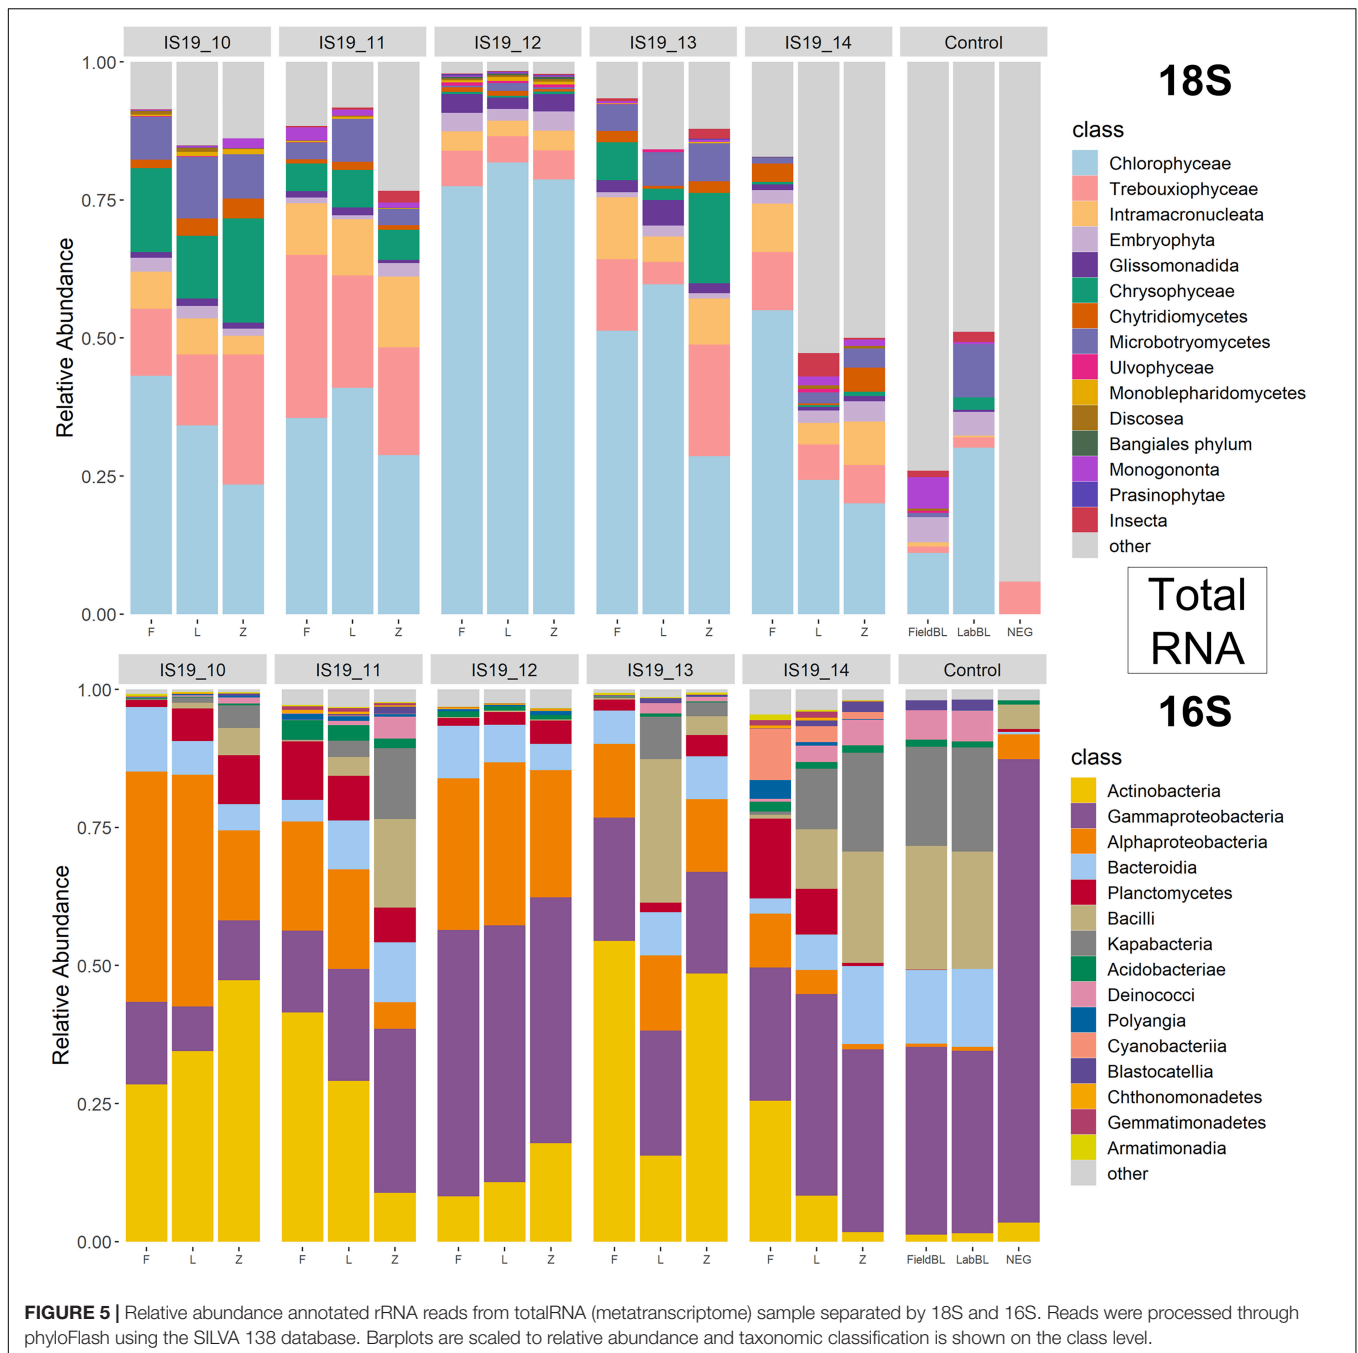 IS19_10 IS19_11 IS19_12 IS19_13 IS19_14 Control
18S
class
Chlorophyceae
Trebouxiophyceae
Intramacronucleata
Embryophyta
Glissomonadida
Chrysophyceae
Chytridiomycetes
Microbotryomycetes
Ulvophyceae
Monoblepharidomycetes
Discosea
Bangiales phylum
Monogononta
Prasinophytae
Insecta
other
Relative Abundance
1.00
0.75
0.50
0.25
0.00
F L Z F L Z F L Z F L Z F L Z FieldBL LabBL NEG
Total
RNA
IS19_10 IS19_11 IS19_12 IS19_13 IS19_14 Control
16S
class
Actinobacteria
Gammaproteobacteria
Alphaproteobacteria
Bacteroidia
Planctomycetes
Bacilli
Kapabacteria
Acidobacteriae
Deinococci
Polyangia
Cyanobacteriia
Blastocatellia
Chthonomonadetes
Gemmatimonadetes
Armatimonadia
other
Relative Abundance
1.00
0.75
0.50
0.25
0.00
F L Z F L Z F L Z F L Z F L Z FieldBL LabBL NEG
FIGURE 5 | Relative abundance annotated rRNA reads from totalRNA (metatranscriptome) sample separated by 18S and 16S. Reads were processed through
phyloFlash using the SILVA 138 database. Barplots are scaled to relative abundance and taxonomic classification is shown on the class level.